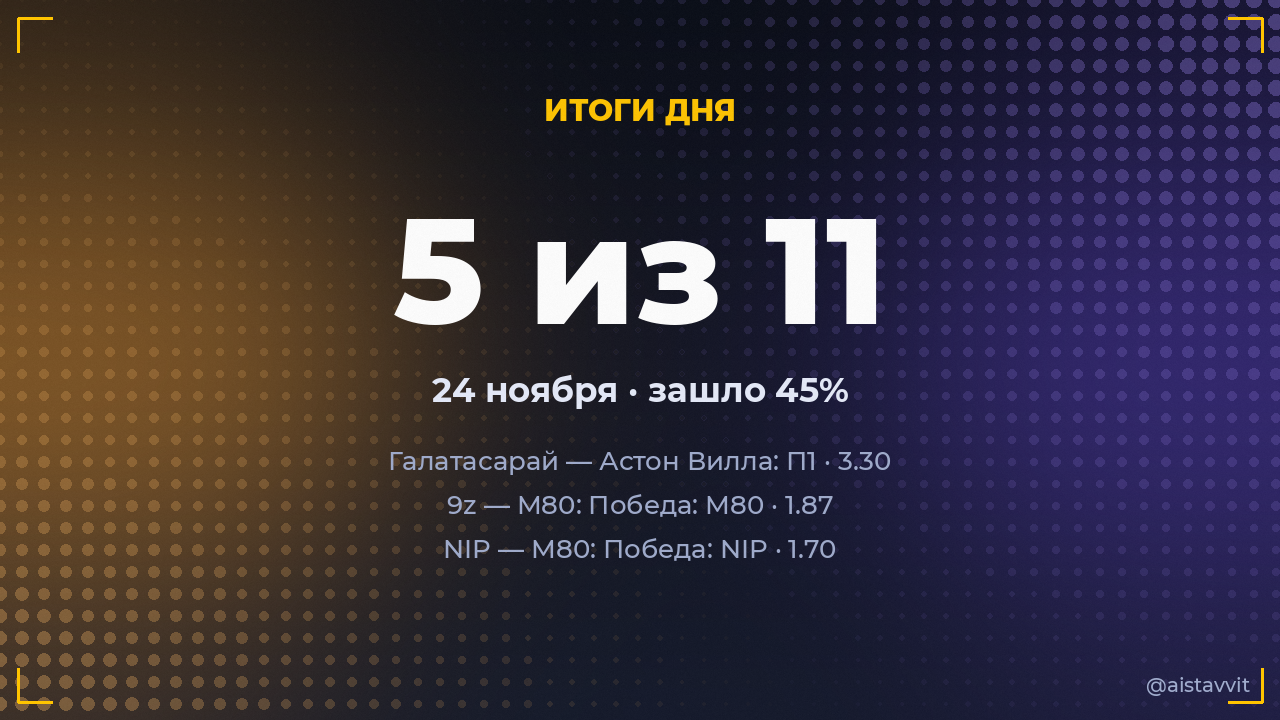 ИТОГИ ДНЯ
5 из 11
24 ноября · зашло 45%
Галатасарай — Астон Вилла: П1 · 3.30
9z — M80: Победа: M80 · 1.87
NIP — M80: Победа: NIP · 1.70
@aistavvit